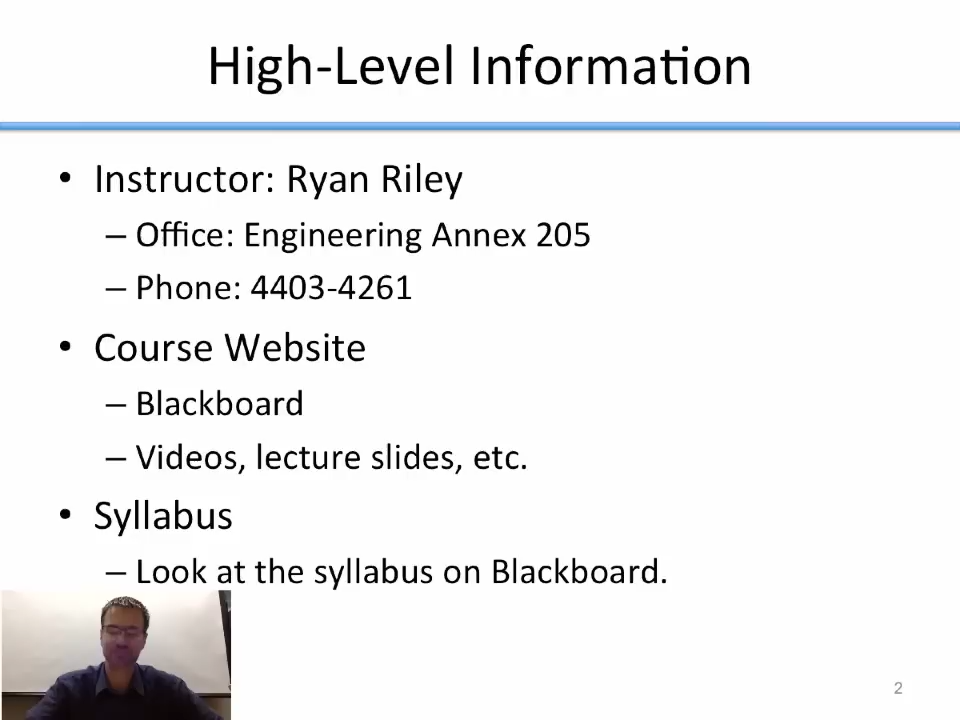 High-Level Information
• Instructor: Ryan Riley
– Office: Engineering Annex 205
– Phone: 4403-4261
• Course Website
– Blackboard
– Videos, lecture slides, etc.
• Syllabus
– Look at the syllabus on Blackboard.
2